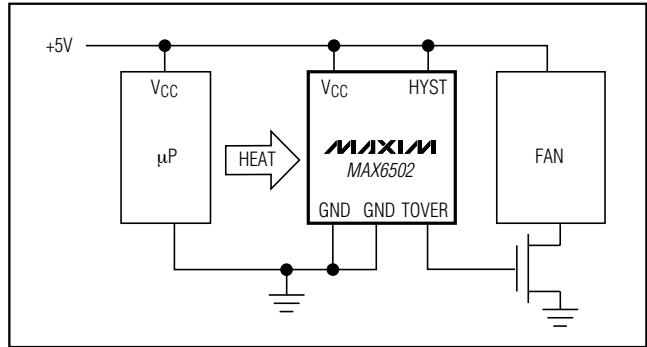 +5V
VCC
VCC HYST
µP
HEAT
MAXIM
MAX6502
FAN
GND GND TOVER